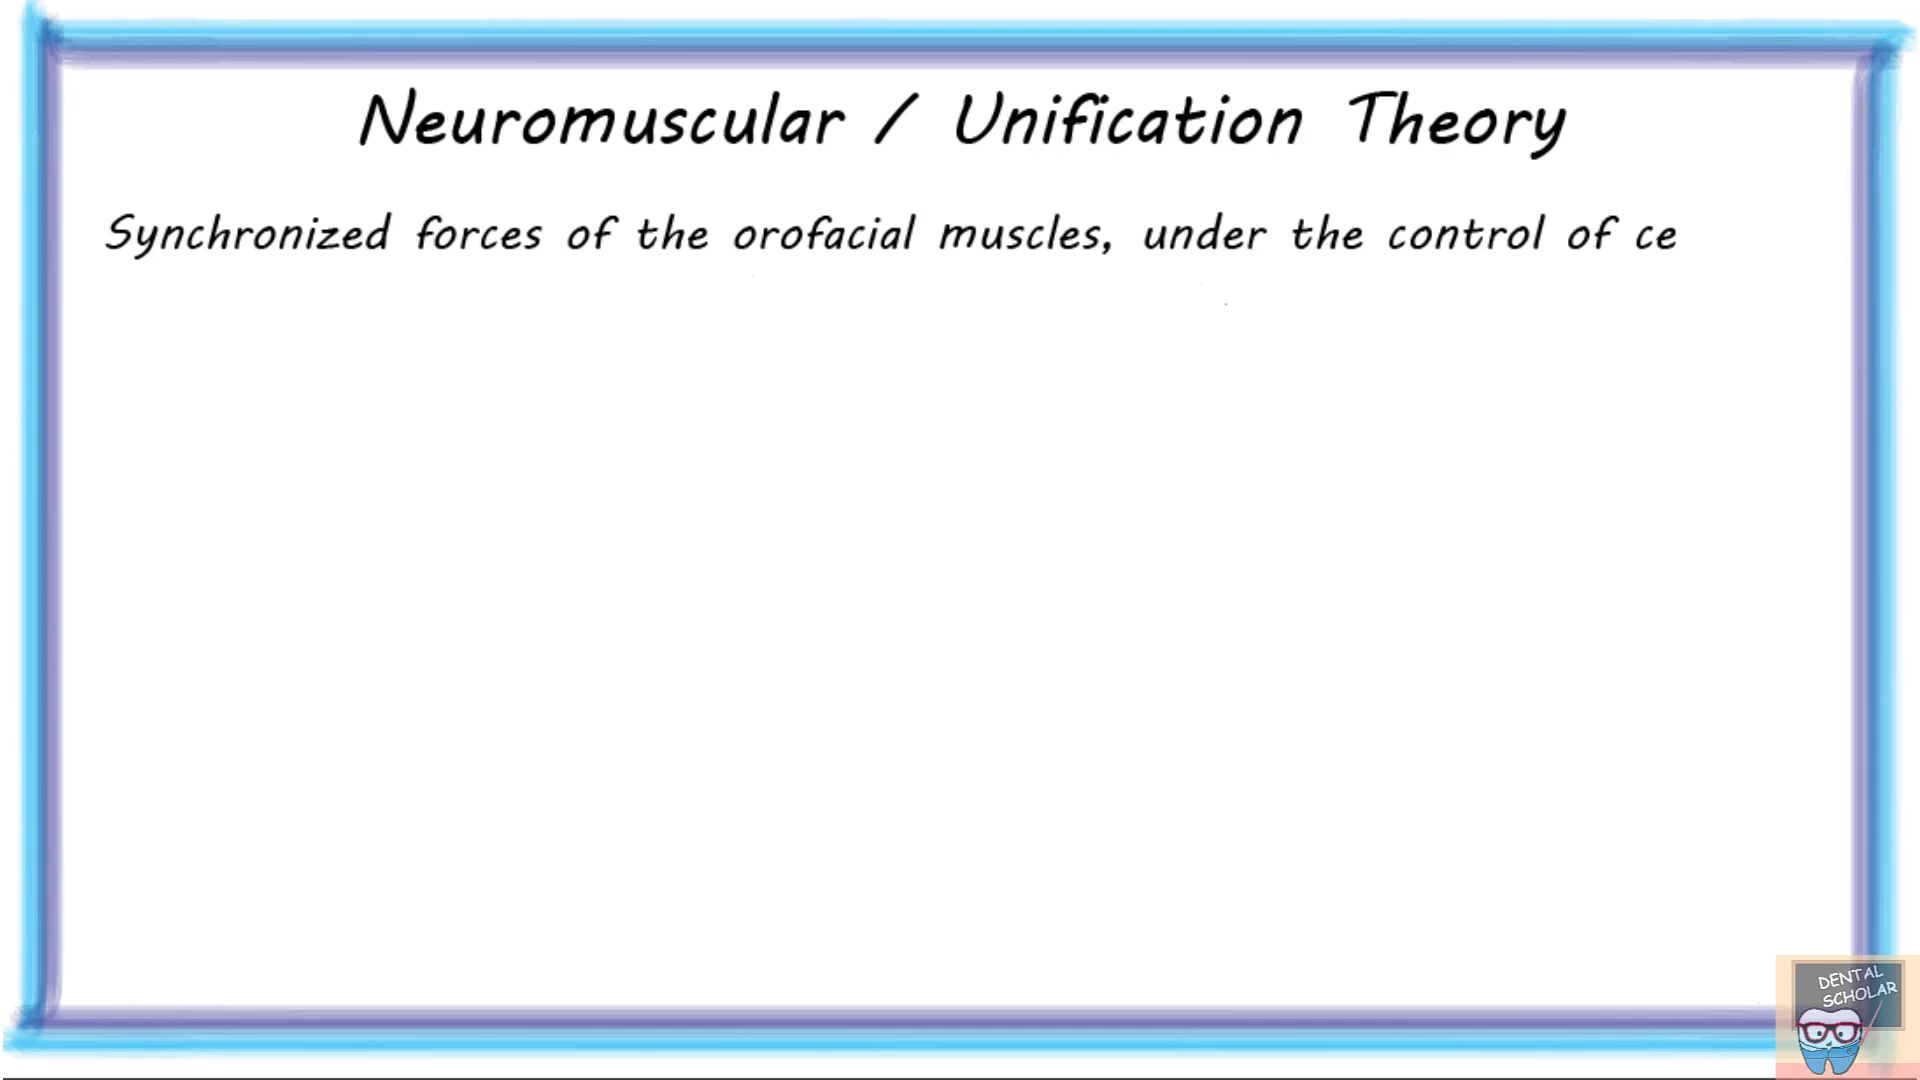 Neuromuscular / Unification Theory
Synchronized forces of the orofacial muscles, under the control of ce
DENTAL
SCHOLAR